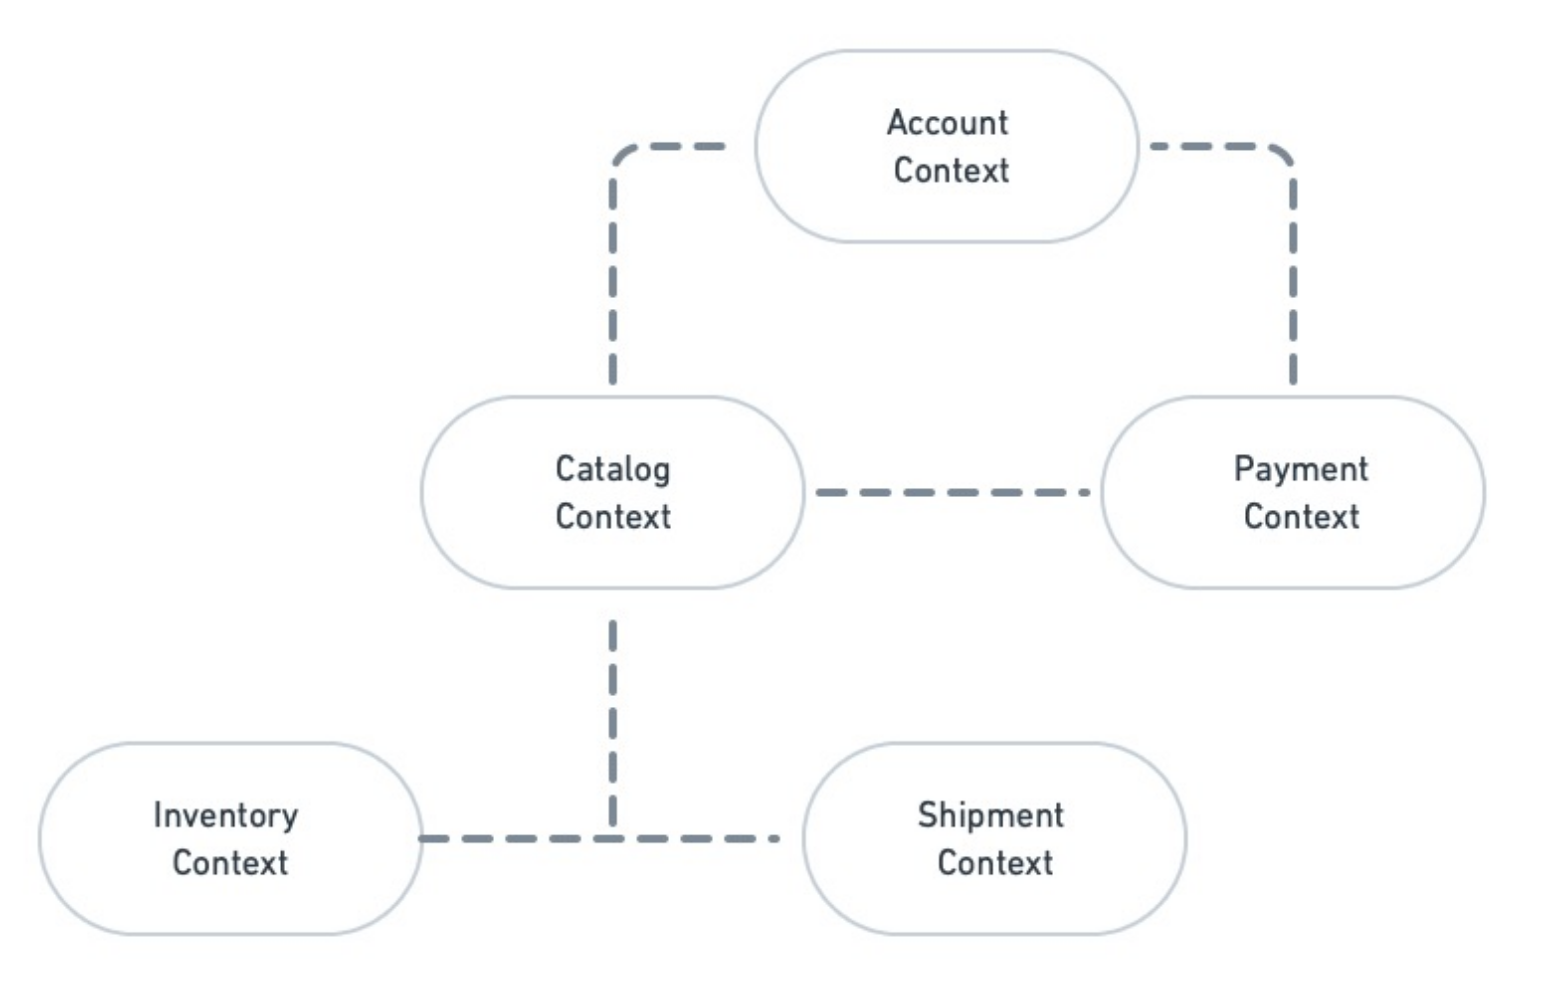 Account
Context
Catalog
Context
Payment
Context
Inventory
Context
Shipment
Context